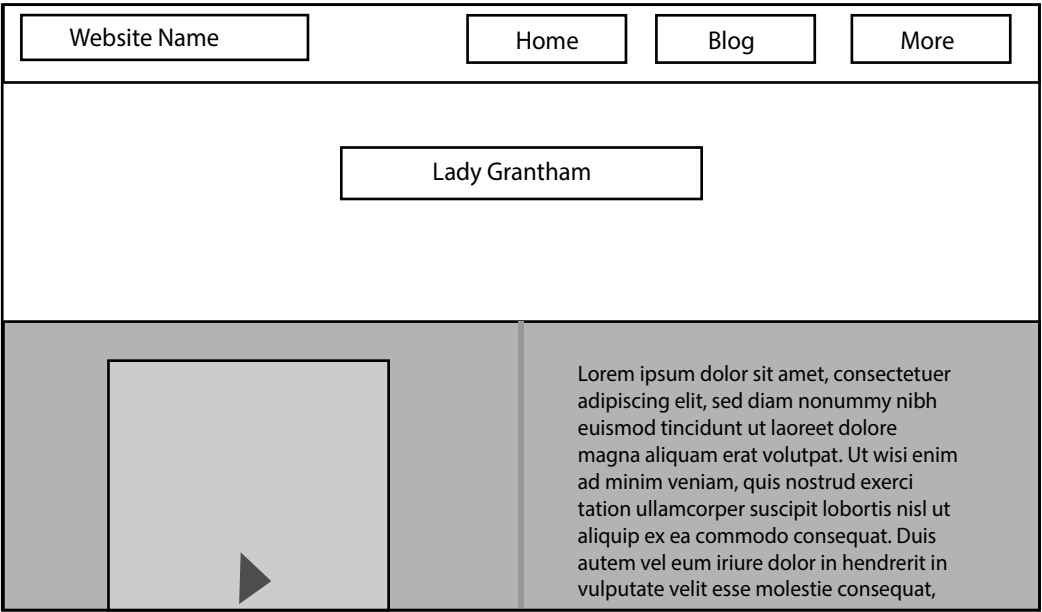 Website Name
Home
Blog
More
Lady Grantham
Lorem ipsum dolor sit amet, consectetuer
adipiscing elit, sed diam nonummy nibh
euismod tincidunt ut laoreet dolore
magna aliquam erat volutpat. Ut wisi enim
ad minim veniam, quis nostrud exerci
tation ullamcorper suscipit lobortis nisl ut
aliquip ex ea commodo consequat. Duis
autem vel eum iriure dolor in hendrerit in
vulputate velit esse molestie consequat,